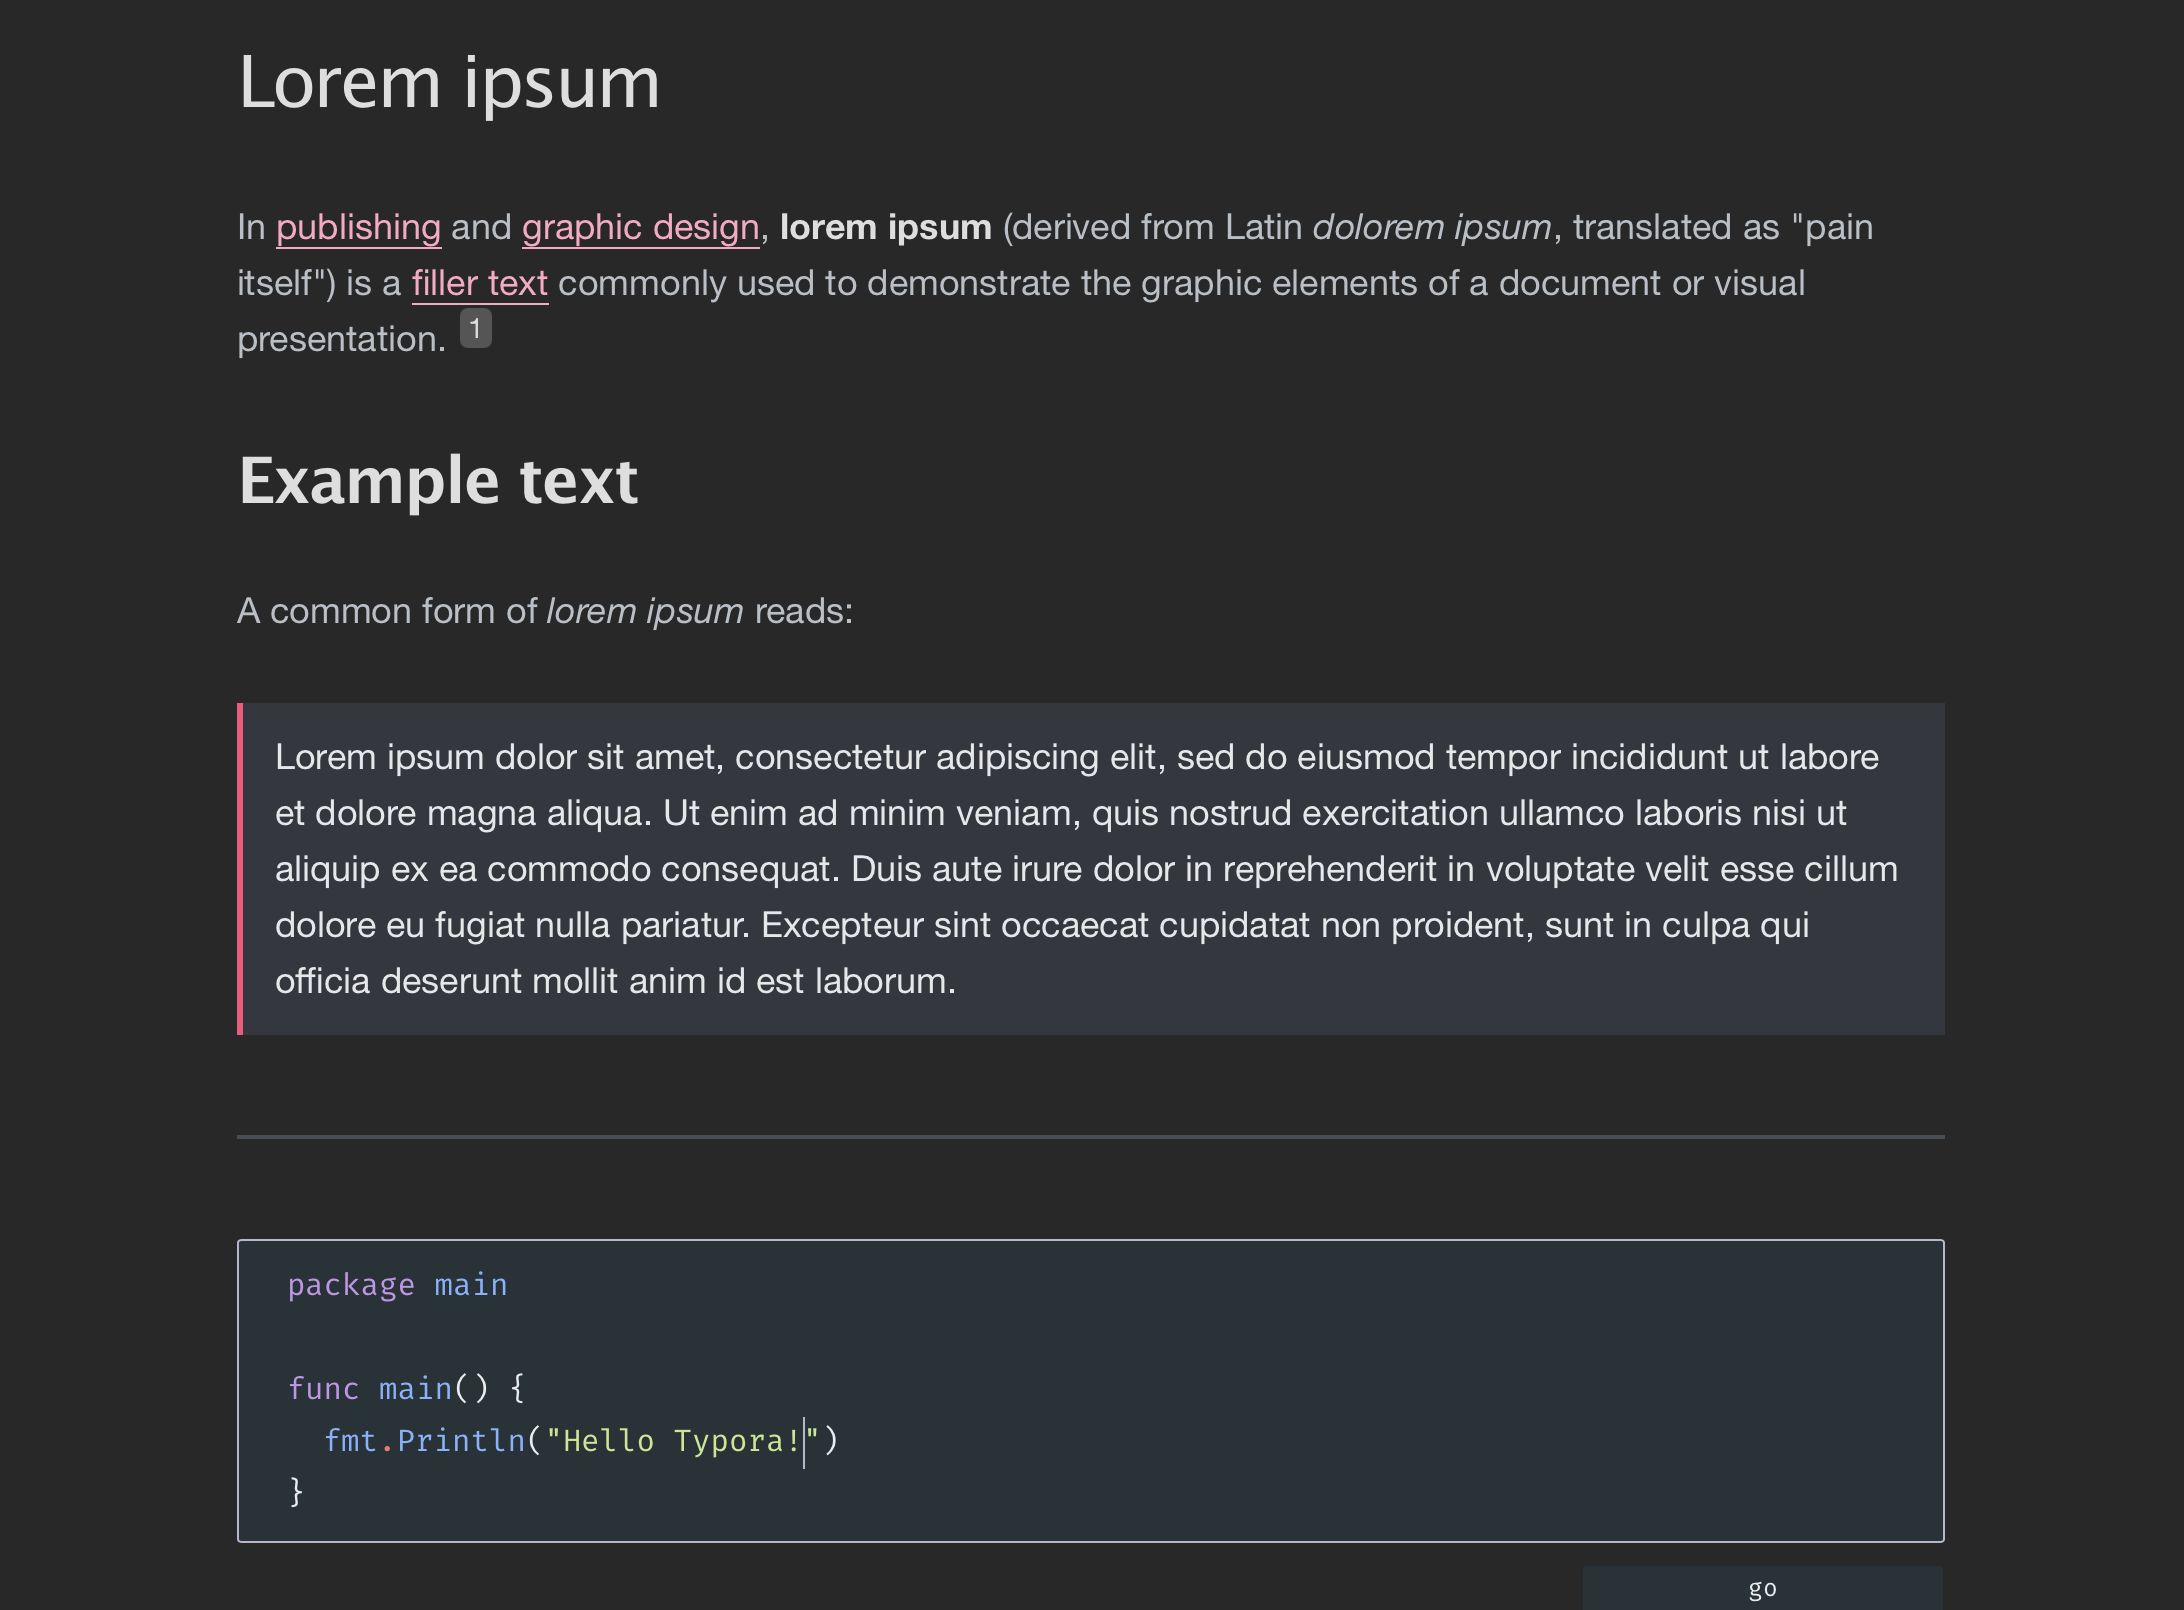 Lorem ipsum
In publishing and graphic design, lorem ipsum (derived from Latin dolorem ipsum, translated as "pain
itself") is a filler text commonly used to demonstrate the graphic elements of a document or visual
presentation. 1
Example text
A common form of lorem ipsum reads:
Lorem ipsum dolor sit amet, consectetur adipiscing elit, sed do eiusmod tempor incididunt ut labore
et dolore magna aliqua. Ut enim ad minim veniam, quis nostrud exercitation ullamco laboris nisi ut
aliquip ex ea commodo consequat. Duis aute irure dolor in reprehenderit in voluptate velit esse cillum
dolore eu fugiat nulla pariatur. Excepteur sint occaecat cupidatat non proident, sunt in culpa qui
officia deserunt mollit anim id est laborum.
package main
func main() {
  fmt.Println("Hello Typora!")
}
go